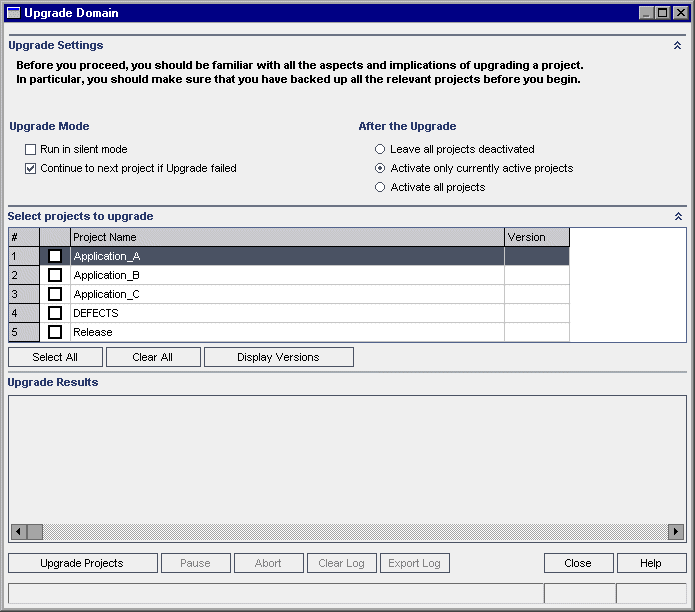 Upgrade Domain
Upgrade Settings
Before you proceed, you should be familiar with all the aspects and implications of upgrading a project.
In particular, you should make sure that you have backed up all the relevant projects before you begin.
Upgrade Mode
Run in silent mode
Continue to next project if Upgrade failed
After the Upgrade
Leave all projects deactivated
Activate only currently active projects
Activate all projects
Select projects to upgrade
# Project Name Version
1 Application_A
2 Application_B
3 Application_C
4 DEFECTS
5 Release
Select All Clear All Display Versions
Upgrade Results
Upgrade Projects Pause Abort Clear Log Export Log Close Help